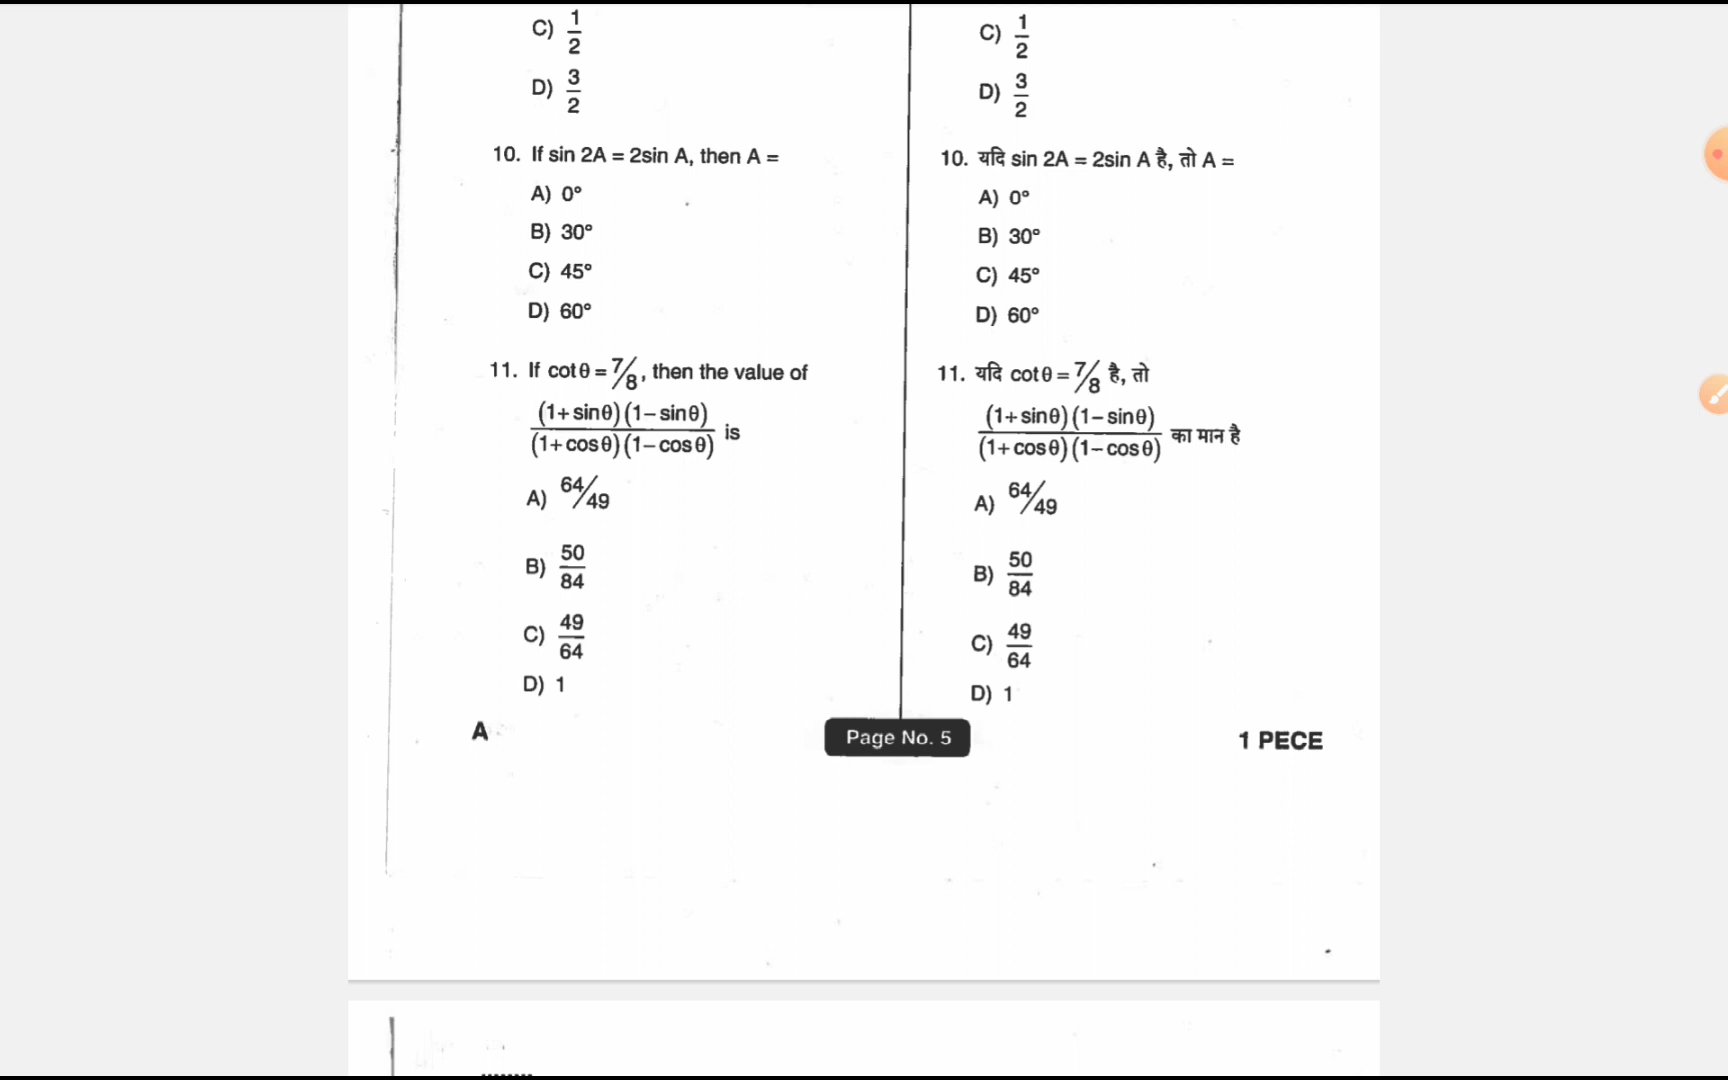 C) 1/2
D) 3/2
10. If sin 2A = 2sin A, then A =
A) 0°
B) 30°
C) 45°
D) 60°
11. If cotθ = 7/8, then the value of
(1+sinθ)(1−sinθ)/(1+cosθ)(1−cosθ) is
A) 64/49
B) 50/84
C) 49/64
D) 1
C) 1/2
D) 3/2
10. यदि sin 2A = 2sin A है, तो A =
A) 0°
B) 30°
C) 45°
D) 60°
11. यदि cotθ = 7/8 है, तो
(1+sinθ)(1−sinθ)/(1+cosθ)(1−cosθ) का मान है
A) 64/49
B) 50/84
C) 49/64
D) 1
A
Page No. 5
1 PECE